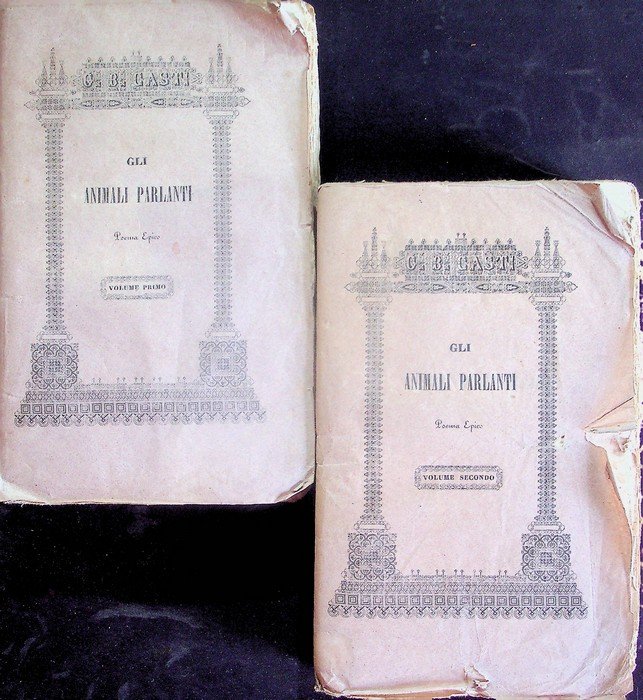 G. B. CASTI
GLI
ANIMALI PARLANTI
Poema Epico
VOLUME PRIMO
G. B. CASTI
GLI
ANIMALI PARLANTI
Poema Epico
VOLUME SECONDO